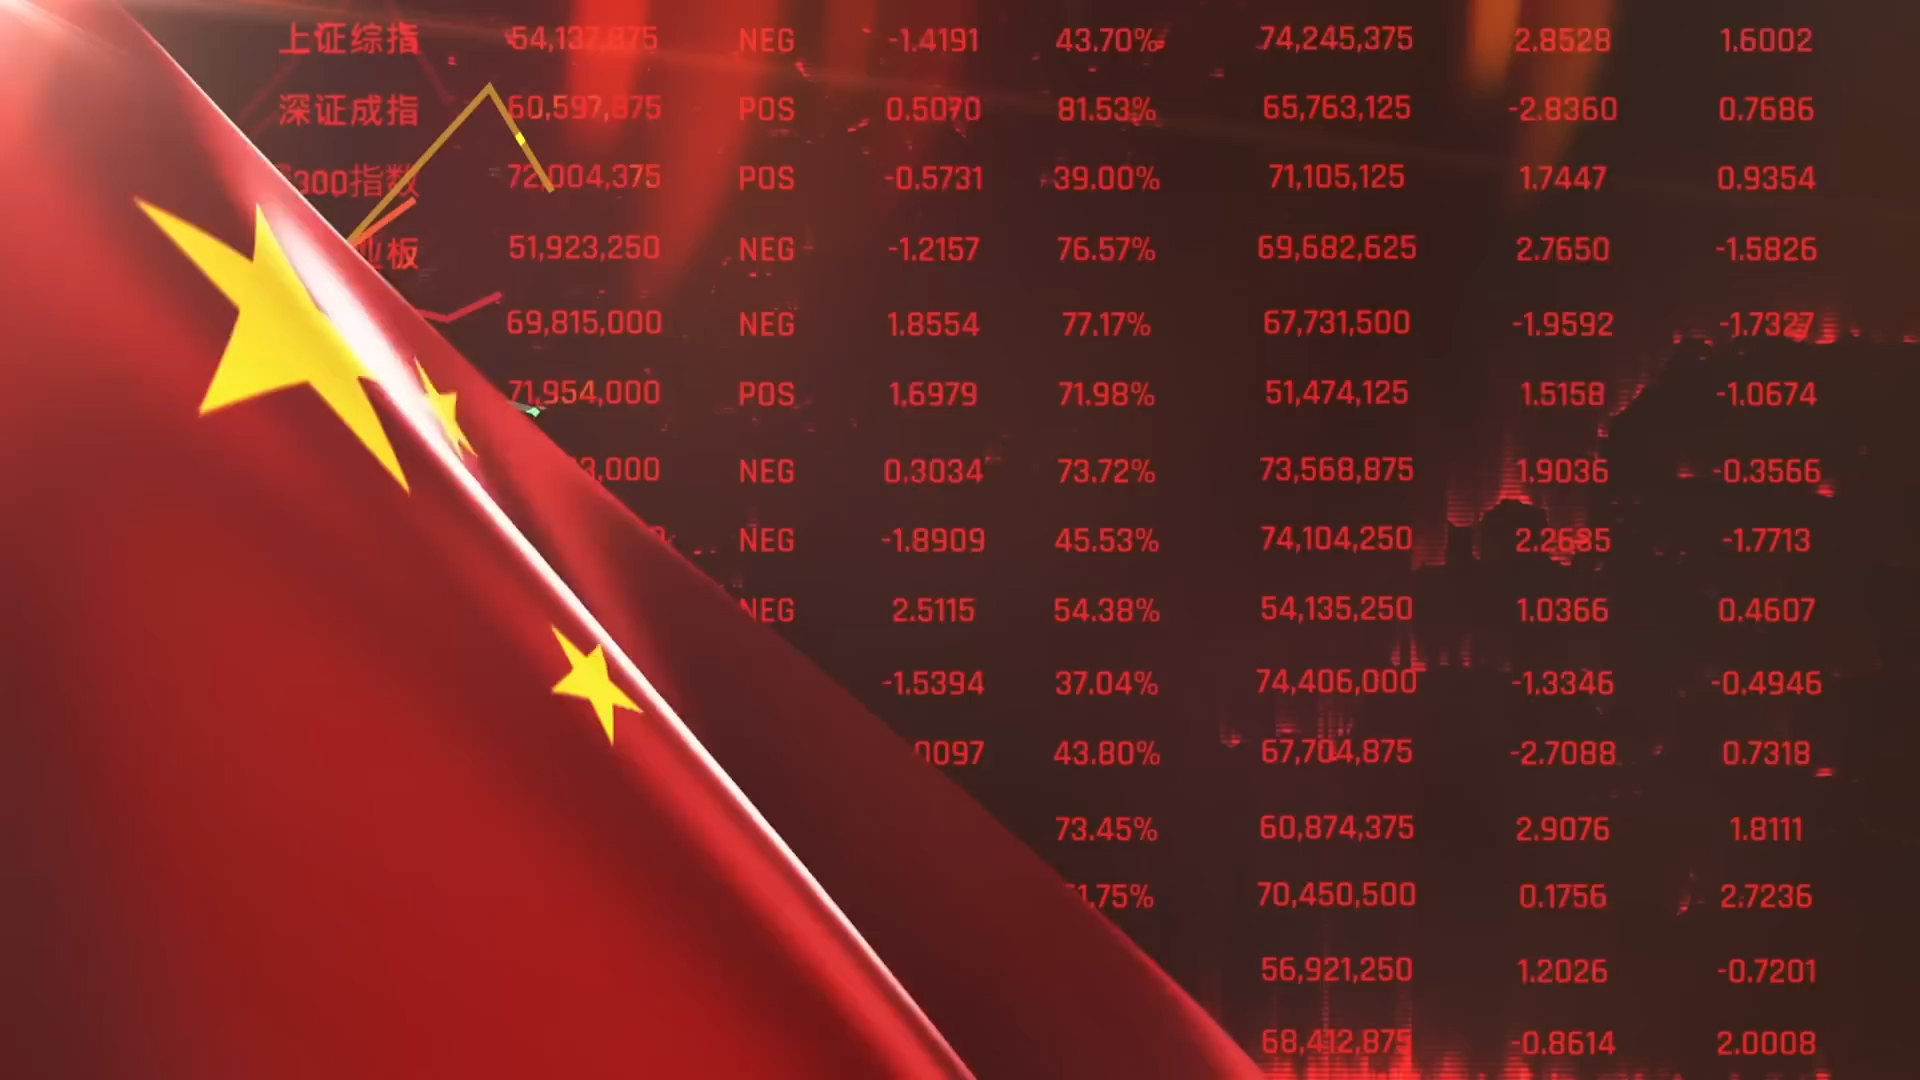 上证综指 54,137,875 NEG -1.4191 43.70% 74,245,375 2.8528 1.6002
深证成指 60,597,875 POS 0.5070 81.53% 65,763,125 -2.8360 0.7686
300指数 72,004,375 POS -0.5731 39.00% 71,105,125 1.7447 0.9354
业板 51,923,250 NEG -1.2157 76.57% 69,682,625 2.7650 -1.5826
69,815,000 NEG 1.8554 77.17% 67,731,500 -1.9592 -1.7327
71,954,000 POS 1.6979 71.98% 51,474,125 1.5158 -1.0674
3,000 NEG 0.3034 73.72% 73,568,875 1.9036 -0.3566
NEG -1.8909 45.53% 74,104,250 2.2685 -1.7713
NEG 2.5115 54.38% 54,135,250 1.0366 0.4607
-1.5394 37.04% 74,406,000 -1.3346 -0.4946
0097 43.80% 67,704,875 -2.7088 0.7318
73.45% 60,874,375 2.9076 1.8111
1.75% 70,450,500 0.1756 2.7236
56,921,250 1.2026 -0.7201
68,412,875 -0.8614 2.0008